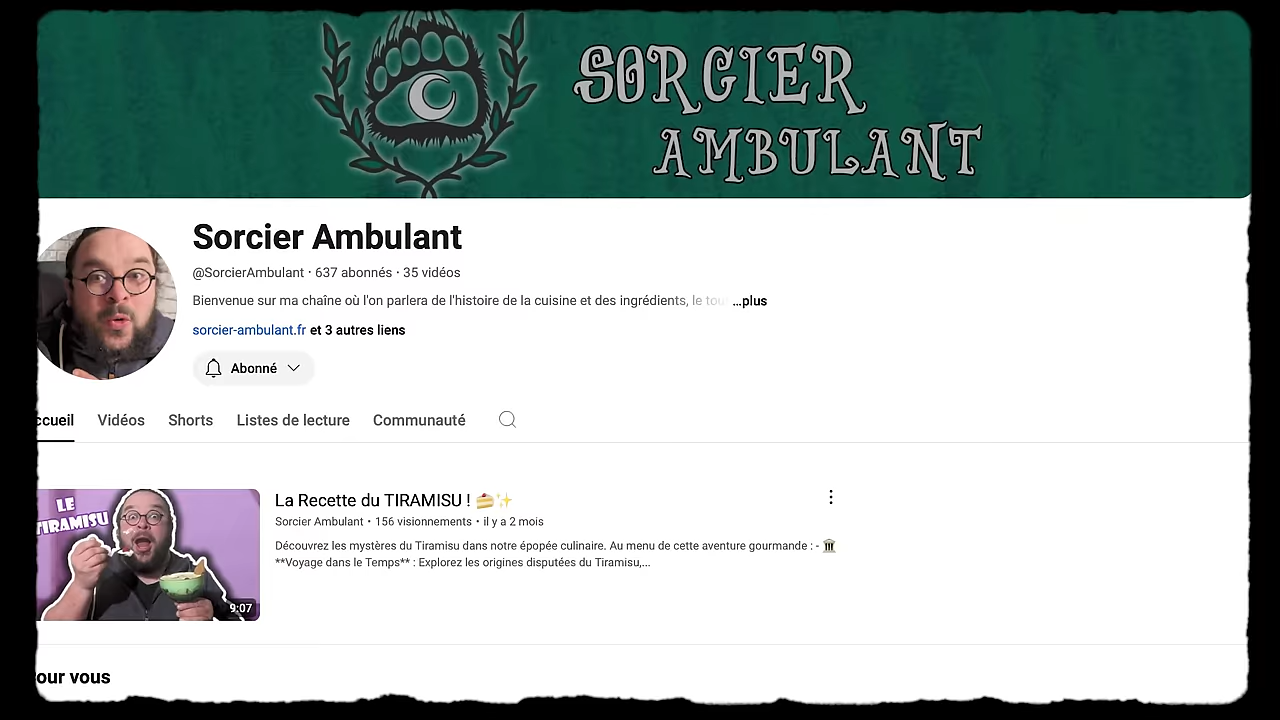 SORCIER
AMBULANT
Sorcier Ambulant
@SorcierAmbulant • 637 abonnés • 35 vidéos
Bienvenue sur ma chaîne où l'on parlera de l'histoire de la cuisine et des ingrédients, le tou ...plus
sorcier-ambulant.fr et 3 autres liens
Abonné
ccueil Vidéos Shorts Listes de lecture Communauté
LE
TIRAMISU
9:07
La Recette du TIRAMISU ! 🍰✨
Sorcier Ambulant • 156 visionnements • il y a 2 mois
Découvrez les mystères du Tiramisu dans notre épopée culinaire. Au menu de cette aventure gourmande : - 🏛️
**Voyage dans le Temps** : Explorez les origines disputées du Tiramisu,...
our vous